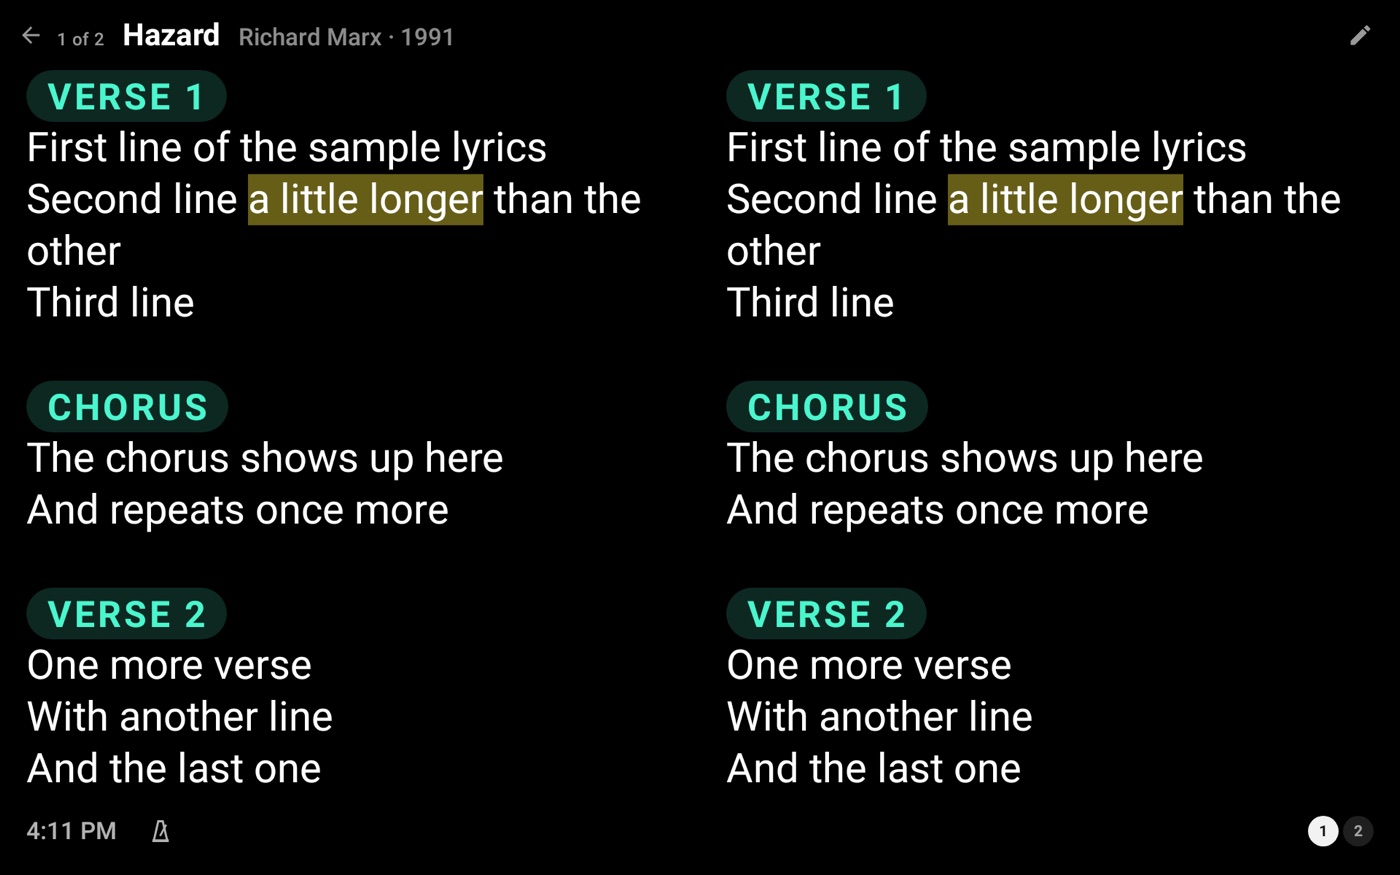 1 of 2 Hazard Richard Marx · 1991
VERSE 1
First line of the sample lyrics
Second line a little longer than the
other
Third line
CHORUS
The chorus shows up here
And repeats once more
VERSE 2
One more verse
With another line
And the last one
VERSE 1
First line of the sample lyrics
Second line a little longer than the
other
Third line
CHORUS
The chorus shows up here
And repeats once more
VERSE 2
One more verse
With another line
And the last one
4:11 PM
1 2